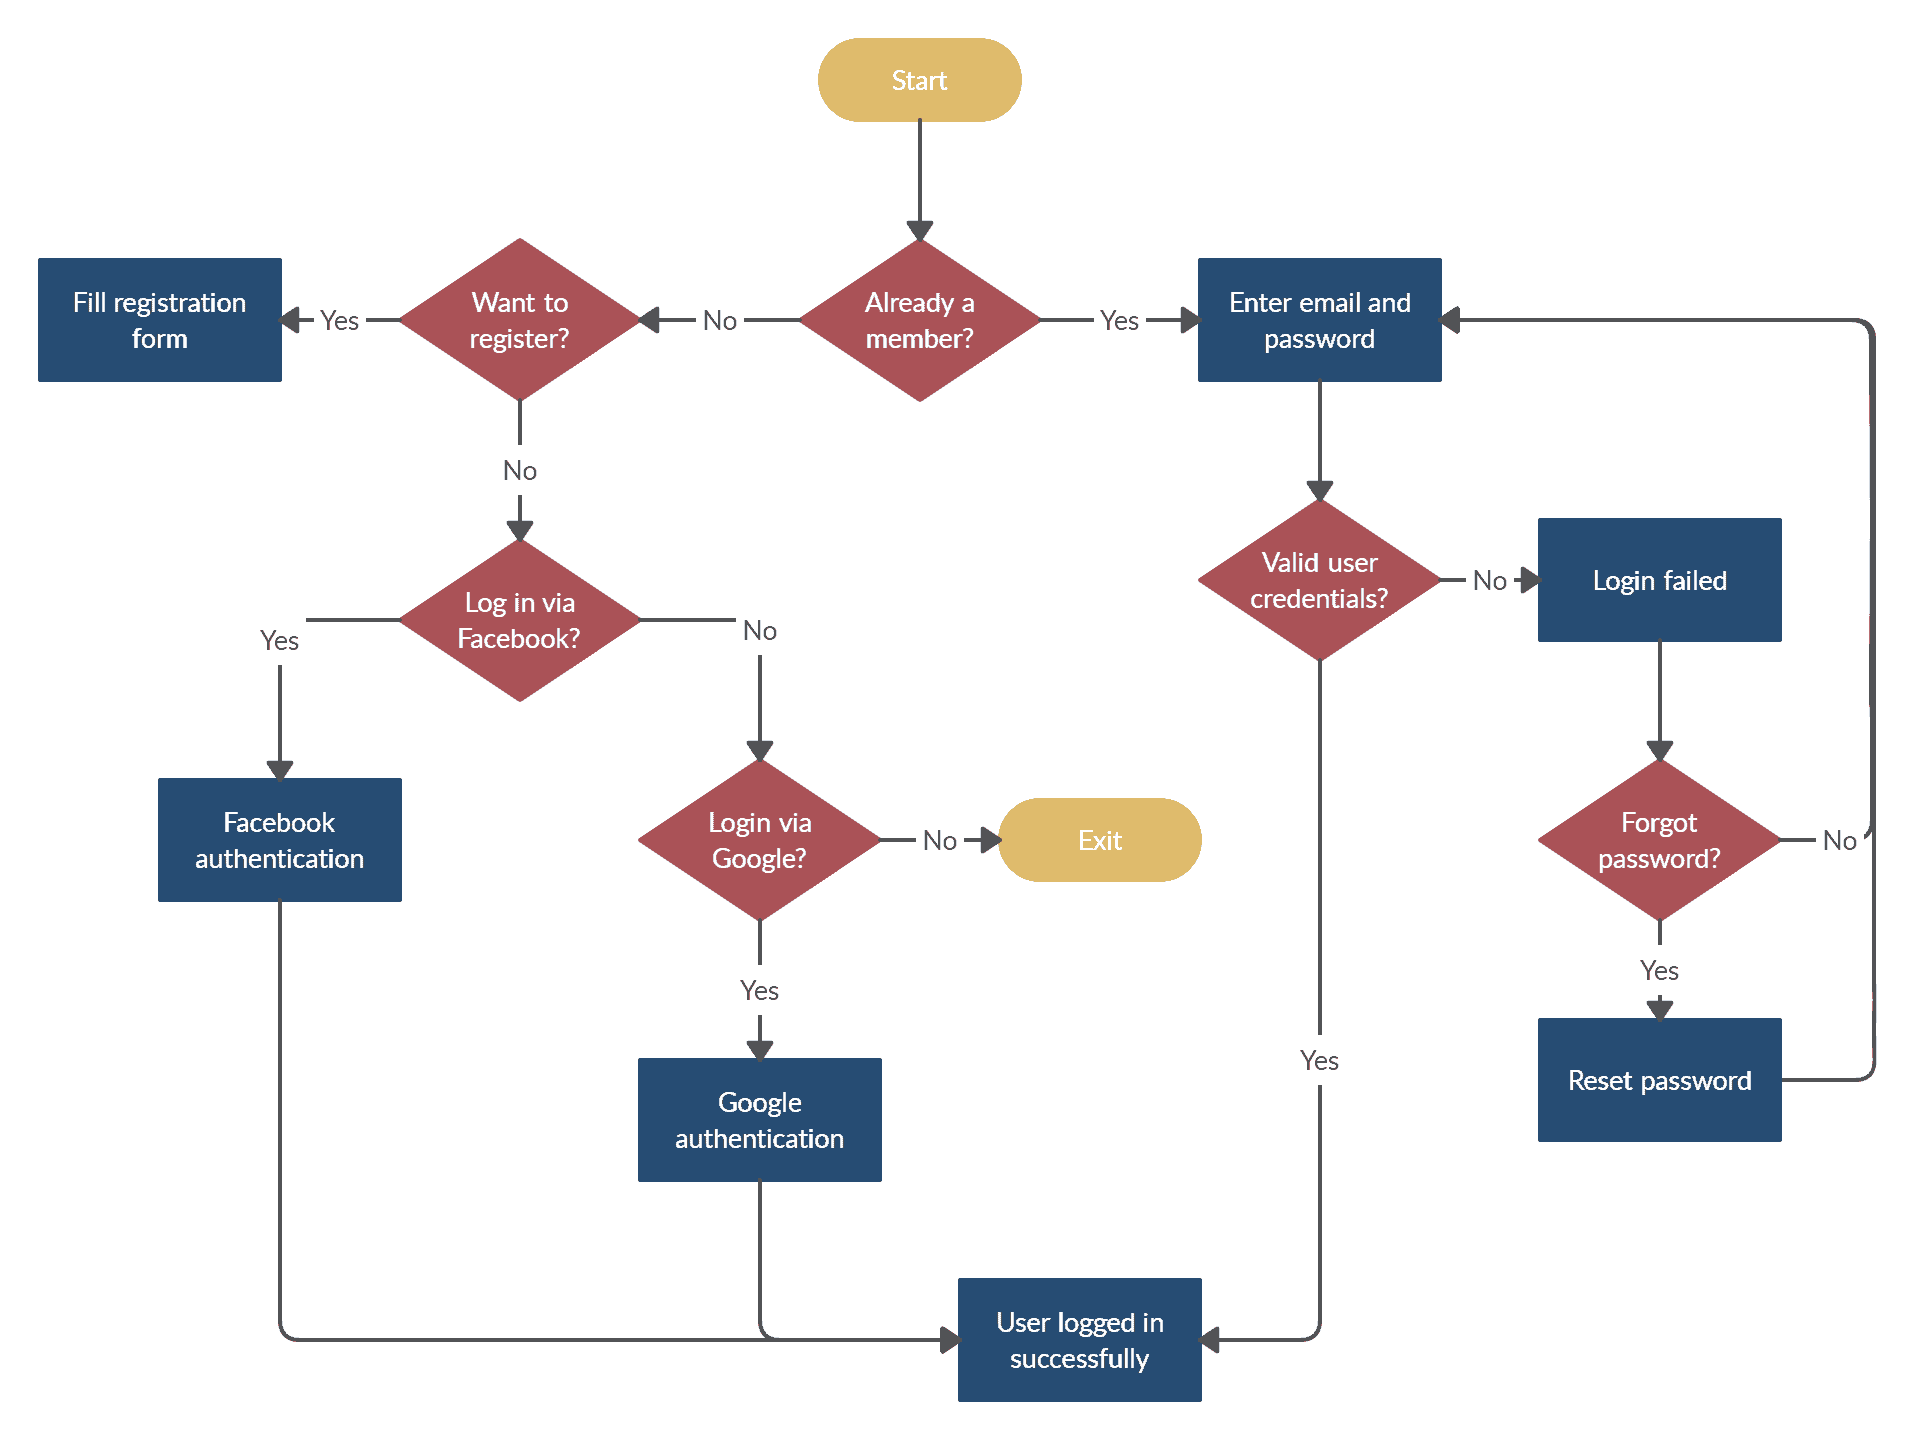 Start
Fill registration
form
Yes
Want to
register?
No
Already a
member?
Yes
Enter email and
password
No
Valid user
credentials?
No
Login failed
Log in via
Facebook?
Yes
No
Facebook
authentication
Login via
Google?
No
Exit
Forgot
password?
No
Yes
Yes
Google
authentication
Yes
Reset password
User logged in
successfully